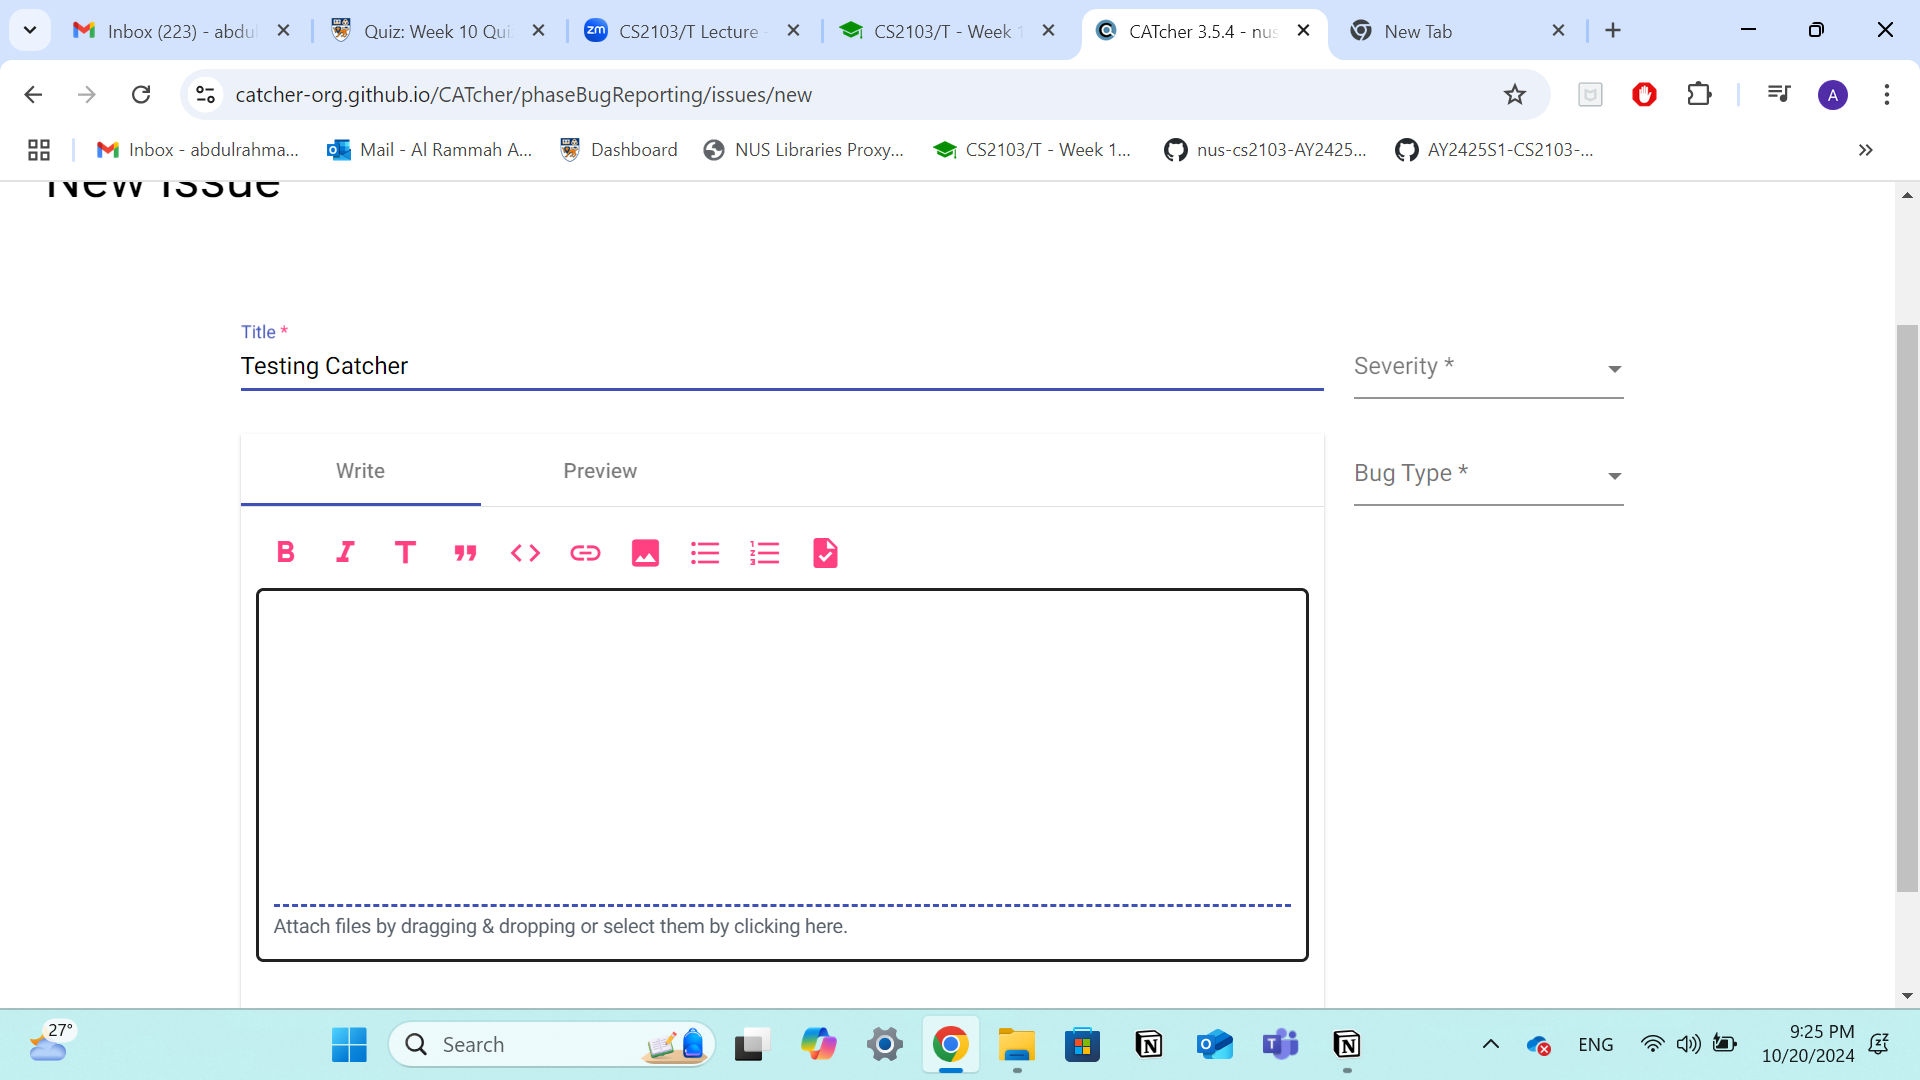 Inbox (223) - abdul
Quiz: Week 10 Qui
CS2103/T Lecture
CS2103/T - Week 1
CATcher 3.5.4 - nus
New Tab
catcher-org.github.io/CATcher/phaseBugReporting/issues/new
A
Inbox - abdulrahma...
Mail - Al Rammah A...
Dashboard
NUS Libraries Proxy...
CS2103/T - Week 1...
nus-cs2103-AY2425...
AY2425S1-CS2103-...
New Issue
Title *
Testing Catcher
Severity *
Bug Type *
Write
Preview
Attach files by dragging & dropping or select them by clicking here.
27°
Search
ENG
9:25 PM
10/20/2024